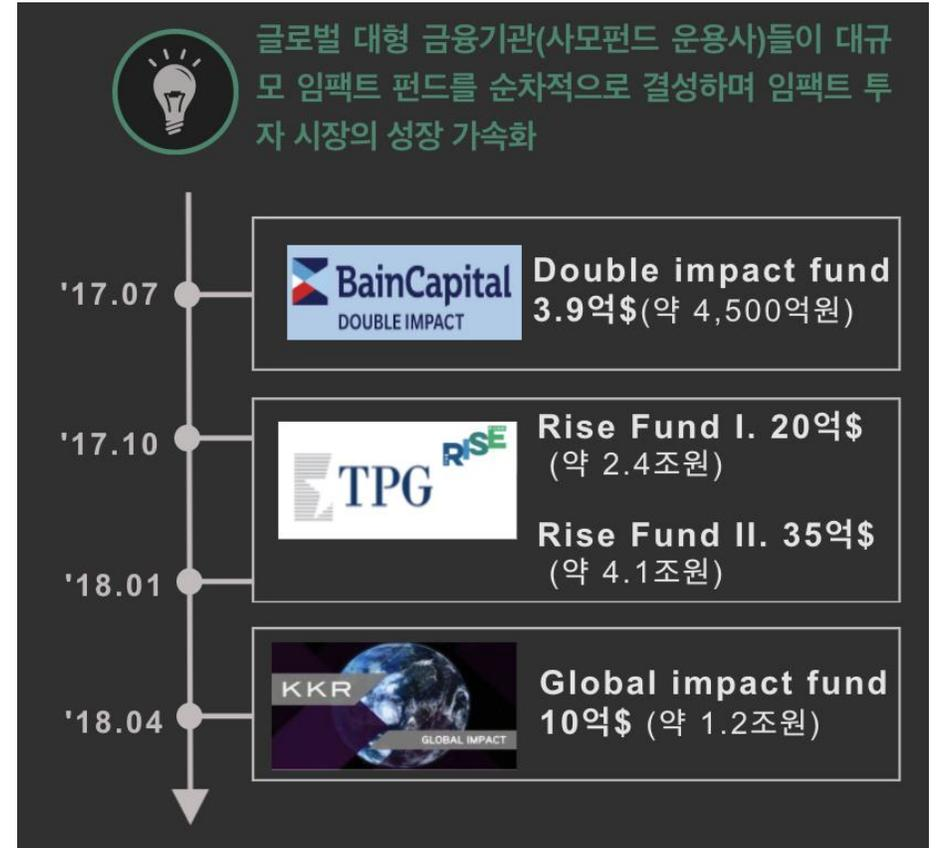 글로벌 대형 금융기관(사모펀드 운용사)들이 대규
모 임팩트 펀드를 순차적으로 결성하며 임팩트 투
자 시장의 성장 가속화
'17.07
BainCapital
DOUBLE IMPACT
Double impact fund
3.9억$(약 4,500억원)
'17.10
TPG
RISE
Rise Fund I. 20억$
(약 2.4조원)
Rise Fund II. 35억$
(약 4.1조원)
'18.01
'18.04
KKR
GLOBAL IMPACT
Global impact fund
10억$ (약 1.2조원)